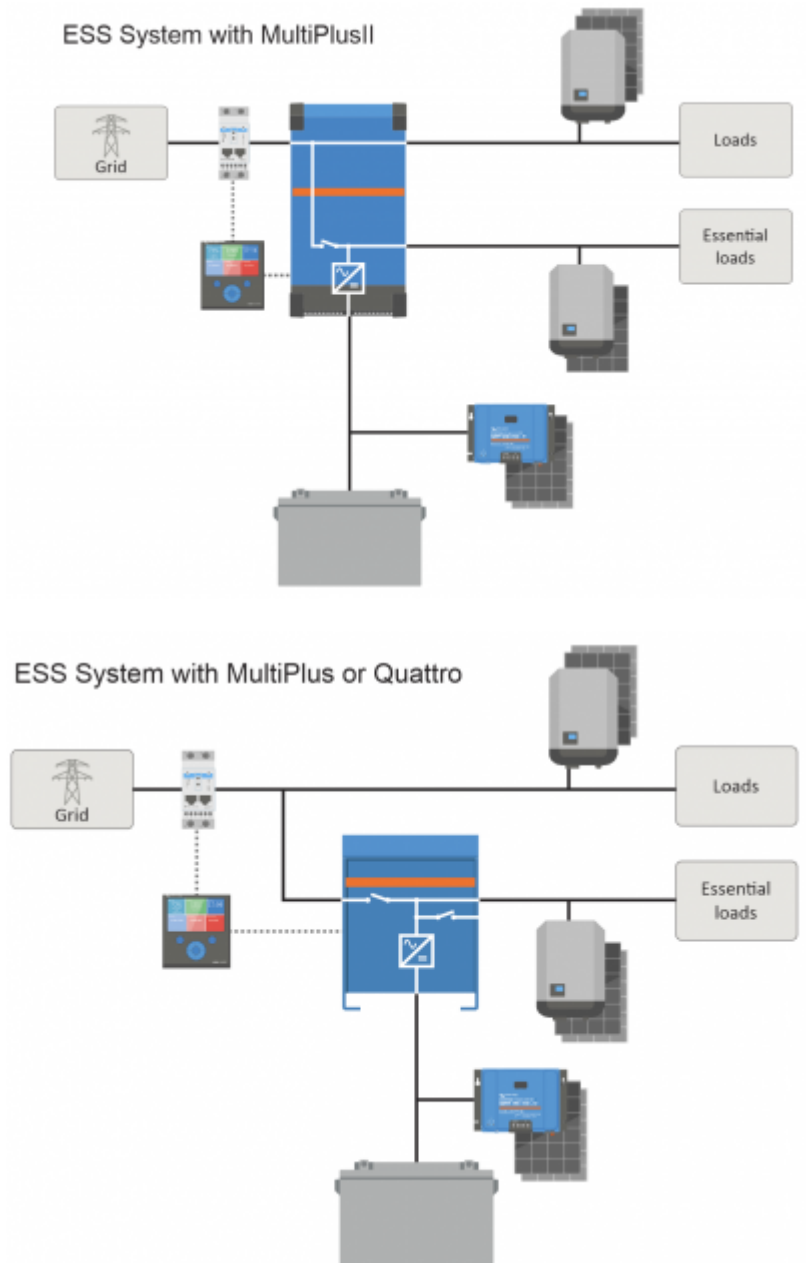 ESS System with MultiPlusII
Grid
Loads
Essential
loads
ESS System with MultiPlus or Quattro
Grid
Loads
Essential
loads